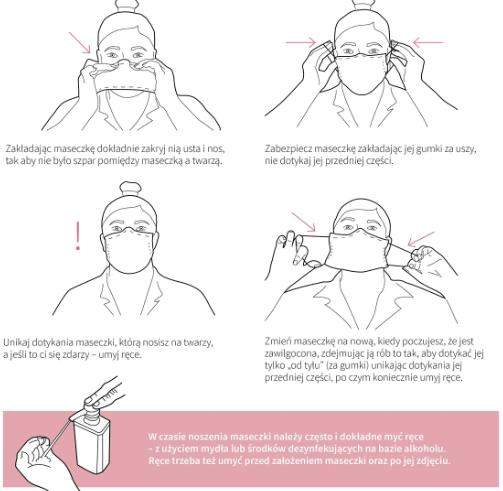 Zakładając maseczkę dokładnie zakryj nią usta i nos,
tak aby nie było szpar pomiędzy maseczką a twarzą.
Zabezpiecz maseczkę zakładając jej gumki za uszy,
nie dotykaj jej przedniej części.
!
Unikaj dotykania maseczki, którą nosisz na twarzy,
a jeśli to ci się zdarzy – umyj ręce.
Zmień maseczkę na nową, kiedy poczujesz, że jest
zawilgocona, zdejmując ją rób to tak, aby dotykać jej
tylko „od tyłu” (za gumki) unikając dotykania jej
przedniej części, po czym koniecznie umyj ręce.
W czasie noszenia maseczki należy często i dokładne myć ręce
– z użyciem mydła lub środków dezynfekujących na bazie alkoholu.
Ręce trzeba też umyć przed założeniem maseczki oraz po jej zdjęciu.